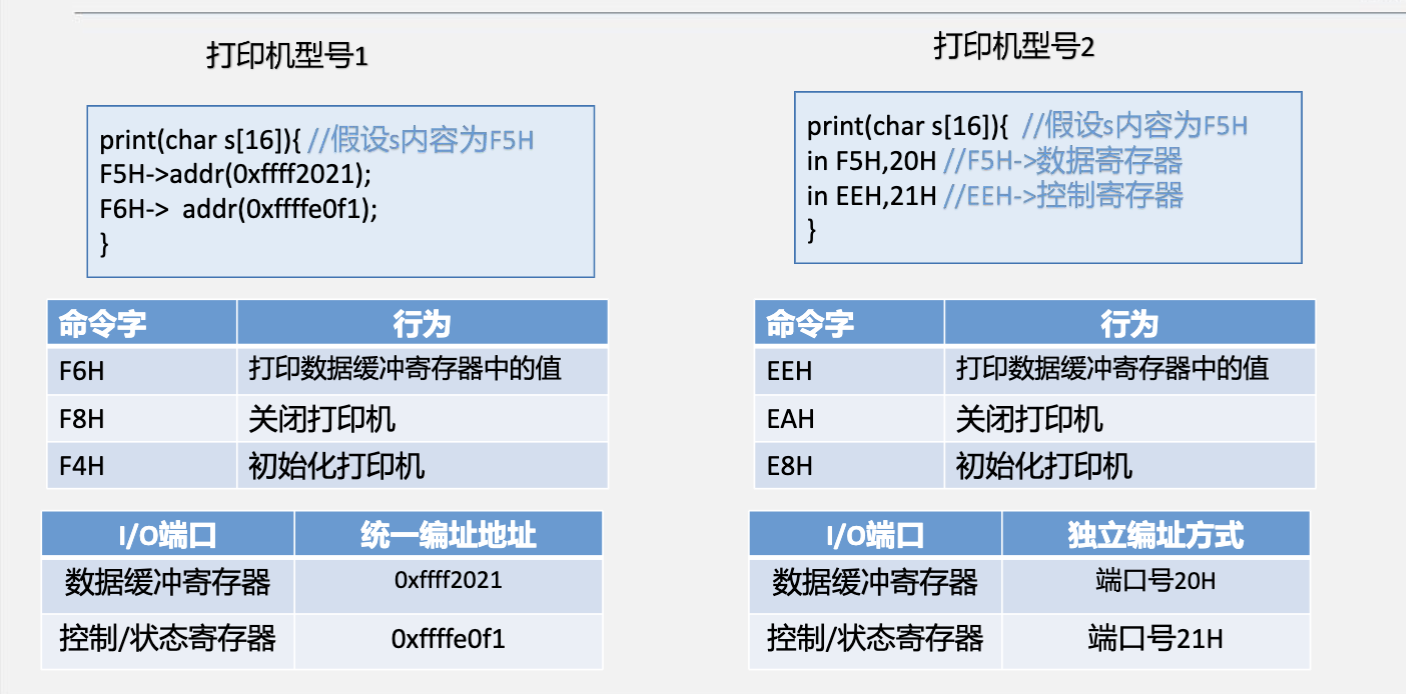 打印机型号1
print(char s[16]){ //假设s内容为F5H
F5H->addr(0xffff2021);
F6H-> addr(0xffffe0f1);
}
命令字 行为
F6H 打印数据缓冲寄存器中的值
F8H 关闭打印机
F4H 初始化打印机
I/O端口 统一编址地址
数据缓冲寄存器 0xffff2021
控制/状态寄存器 0xffffe0f1
打印机型号2
print(char s[16]){ //假设s内容为F5H
in F5H,20H //F5H->数据寄存器
in EEH,21H //EEH->控制寄存器
}
命令字 行为
EEH 打印数据缓冲寄存器中的值
EAH 关闭打印机
E8H 初始化打印机
I/O端口 独立编址方式
数据缓冲寄存器 端口号20H
控制/状态寄存器 端口号21H